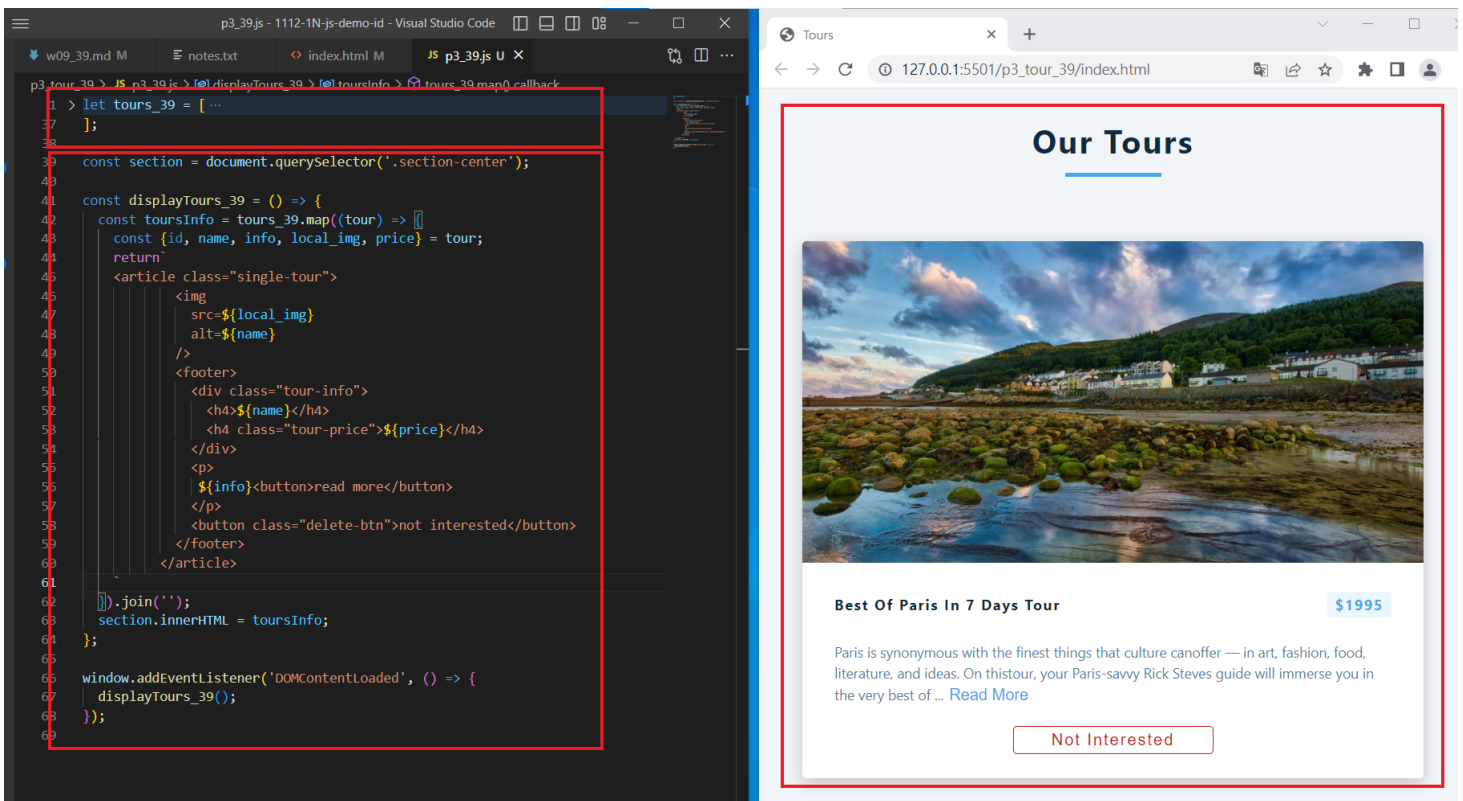 p3_39.js - 1112-1N-js-demo-id - Visual Studio Code
w09_39.md M
notes.txt
index.html M
JS p3_39.js U
p3_tour_39 > JS p3_39.js > displayTours_39 > toursInfo > tours_39.map() callback
1 > let tours_39 = [ ···
37 ];
38
39 const section = document.querySelector('.section-center');
40
41 const displayTours_39 = () => {
42 const toursInfo = tours_39.map((tour) => {
43 const {id, name, info, local_img, price} = tour;
44 return`
45 <article class="single-tour">
46 <img
47 src=${local_img}
48 alt=${name}
49 />
50 <footer>
51 <div class="tour-info">
52 <h4>${name}</h4>
53 <h4 class="tour-price">${price}</h4>
54 </div>
55 <p>
56 ${info}<button>read more</button>
57 </p>
58 <button class="delete-btn">not interested</button>
59 </footer>
60 </article>
61 `
62 }).join('');
63 section.innerHTML = toursInfo;
64 };
65
66 window.addEventListener('DOMContentLoaded', () => {
67 displayTours_39();
68 });
69
Tours
127.0.0.1:5501/p3_tour_39/index.html
Our Tours
Best Of Paris In 7 Days Tour
$1995
Paris is synonymous with the finest things that culture canoffer — in art, fashion, food,
literature, and ideas. On thistour, your Paris-savvy Rick Steves guide will immerse you in
the very best of ... Read More
Not Interested